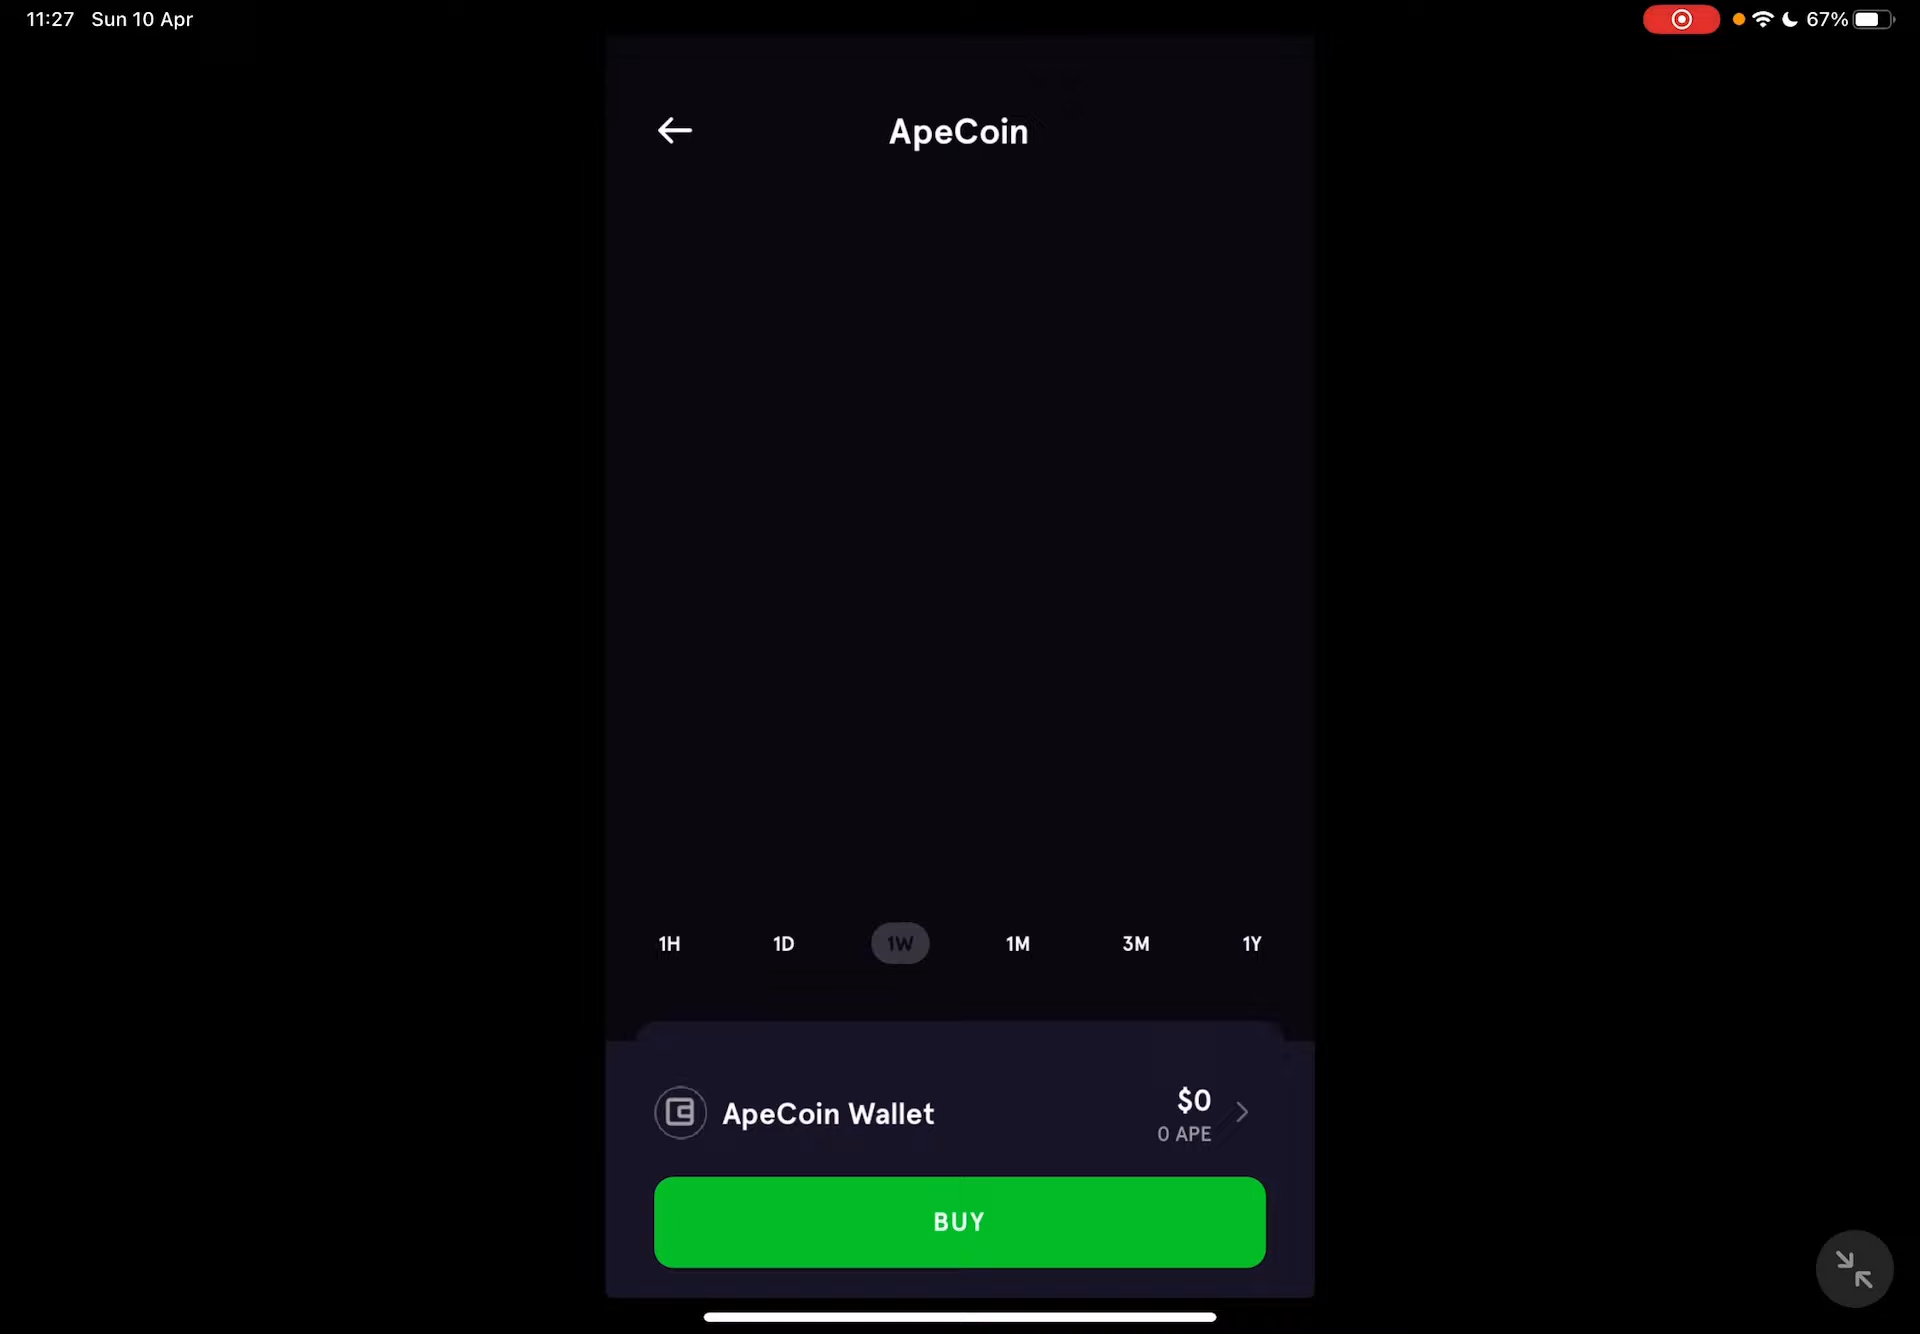 11:27 Sun 10 Apr
67%
ApeCoin
1H 1D 1W 1M 3M 1Y
ApeCoin Wallet
$0
0 APE
BUY